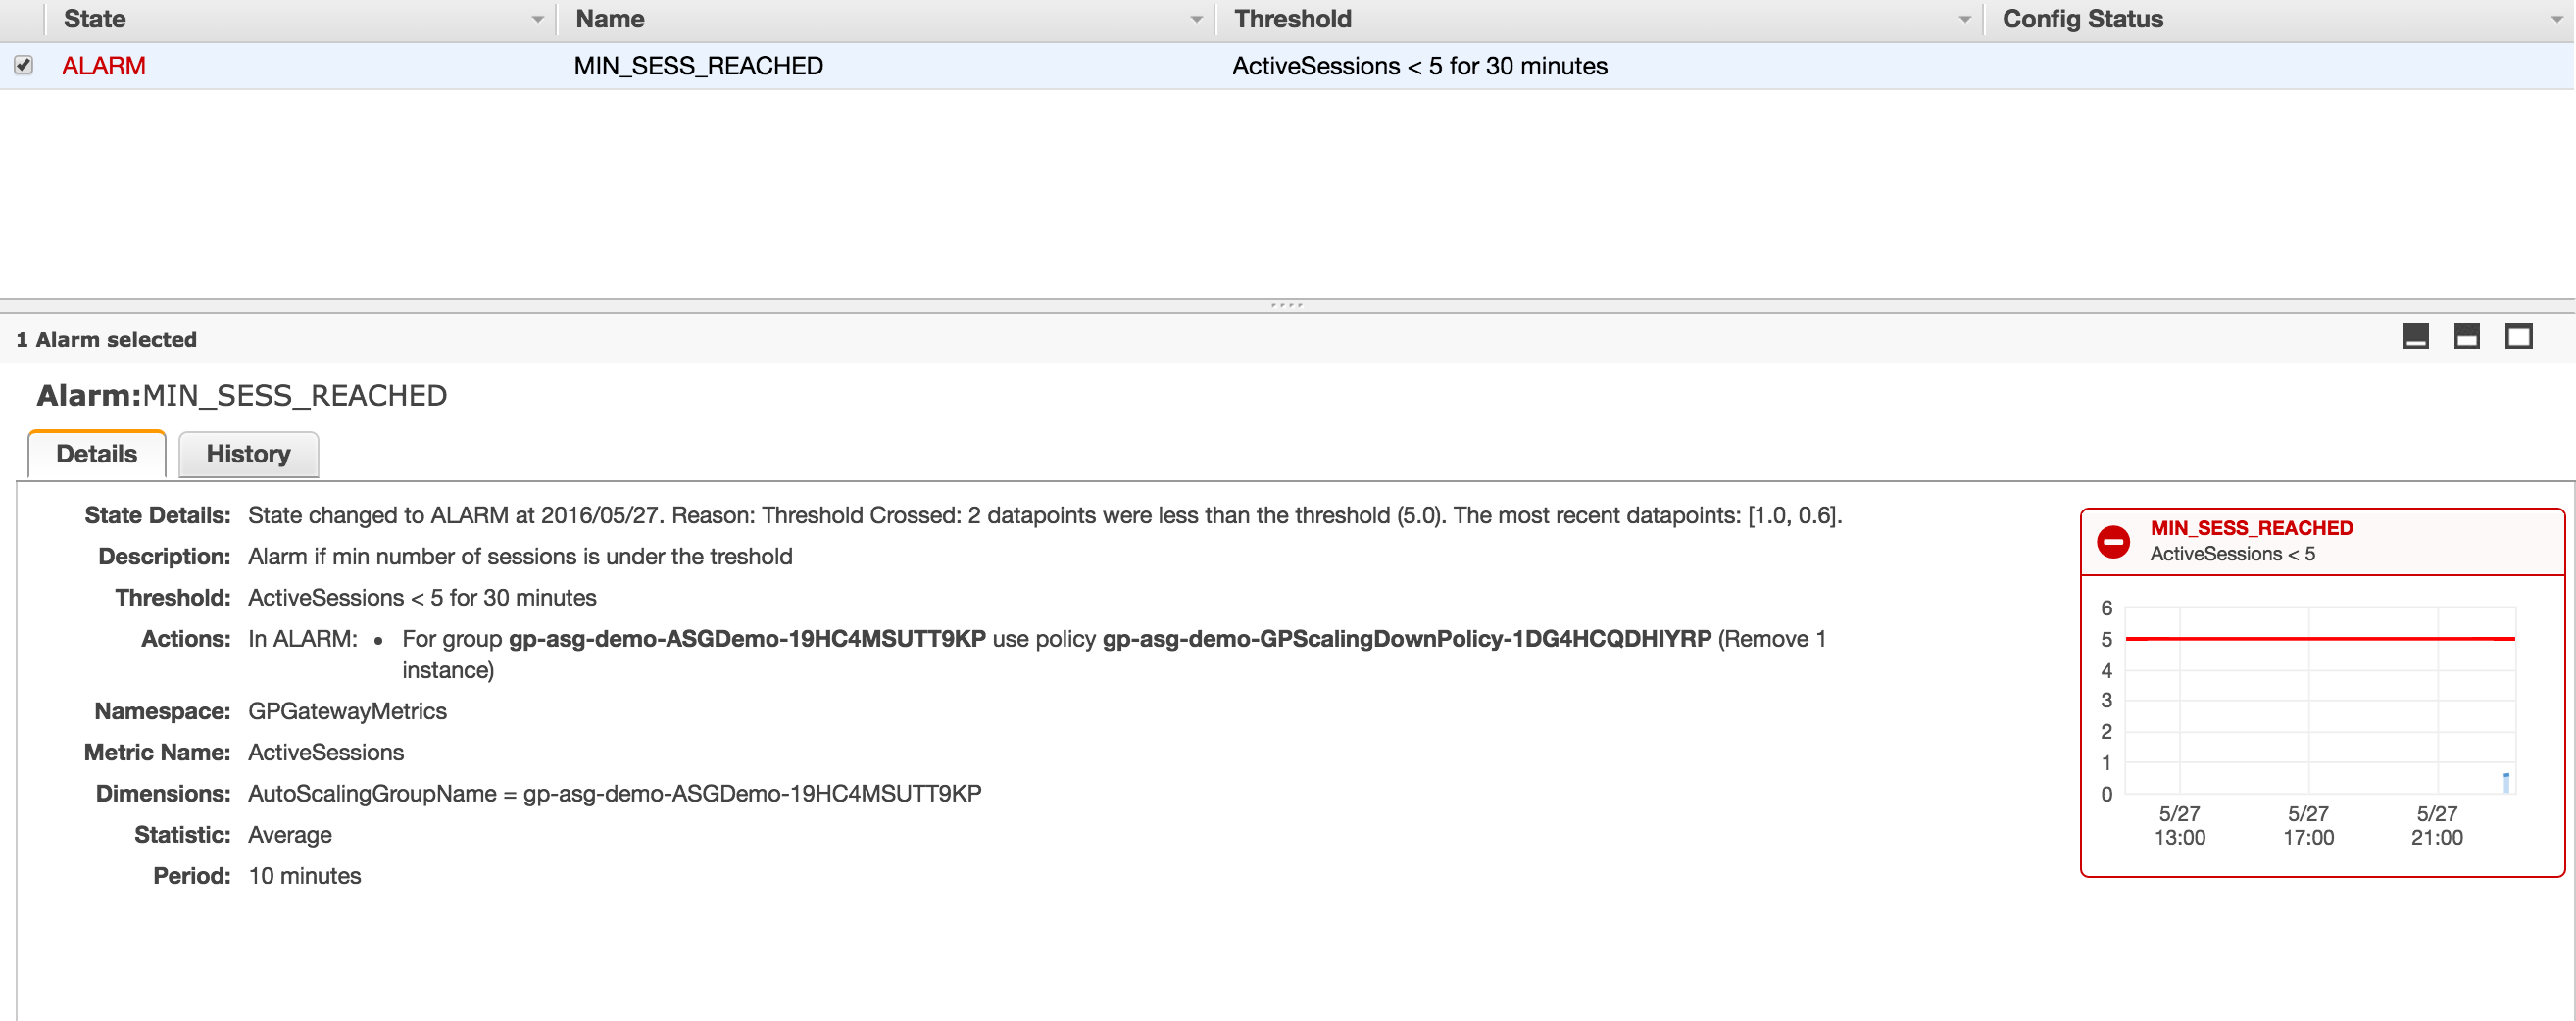 State Name Threshold Config Status
ALARM MIN_SESS_REACHED ActiveSessions < 5 for 30 minutes
1 Alarm selected
Alarm:MIN_SESS_REACHED
Details History
State Details: State changed to ALARM at 2016/05/27. Reason: Threshold Crossed: 2 datapoints were less than the threshold (5.0). The most recent datapoints: [1.0, 0.6].
Description: Alarm if min number of sessions is under the treshold
Threshold: ActiveSessions < 5 for 30 minutes
Actions: In ALARM: • For group gp-asg-demo-ASGDemo-19HC4MSUTT9KP use policy gp-asg-demo-GPScalingDownPolicy-1DG4HCQDHIYRP (Remove 1
instance)
Namespace: GPGatewayMetrics
Metric Name: ActiveSessions
Dimensions: AutoScalingGroupName = gp-asg-demo-ASGDemo-19HC4MSUTT9KP
Statistic: Average
Period: 10 minutes
MIN_SESS_REACHED
ActiveSessions < 5
6
5
4
3
2
1
0
5/27 5/27 5/27
13:00 17:00 21:00